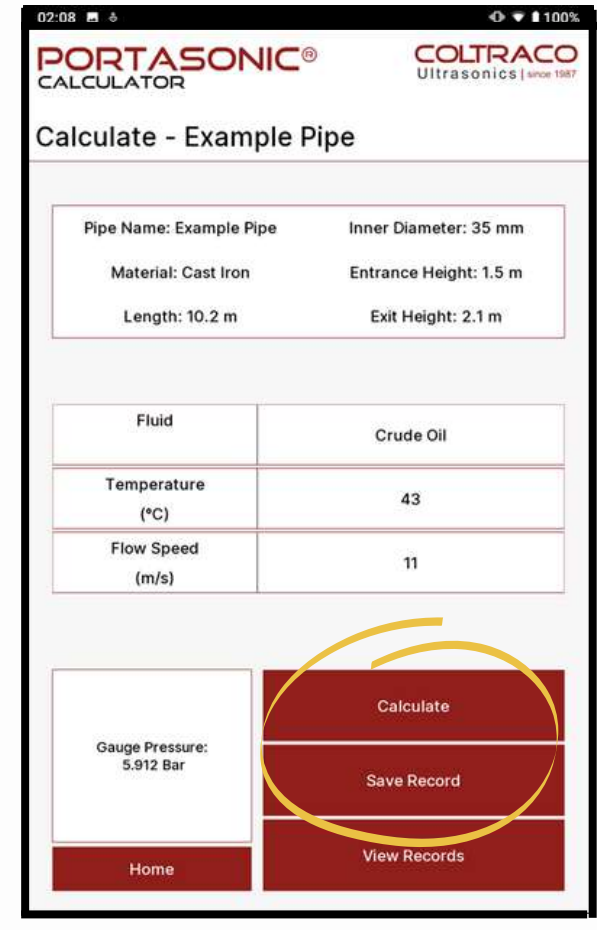 02:08 100%
PORTASONIC®
CALCULATOR
COLTRACO
Ultrasonics | since 1987
Calculate - Example Pipe
Pipe Name: Example Pipe Inner Diameter: 35 mm
Material: Cast Iron Entrance Height: 1.5 m
Length: 10.2 m Exit Height: 2.1 m
Fluid
Crude Oil
Temperature
(°C)
43
Flow Speed
(m/s)
11
Gauge Pressure:
5.912 Bar
Calculate
Save Record
View Records
Home